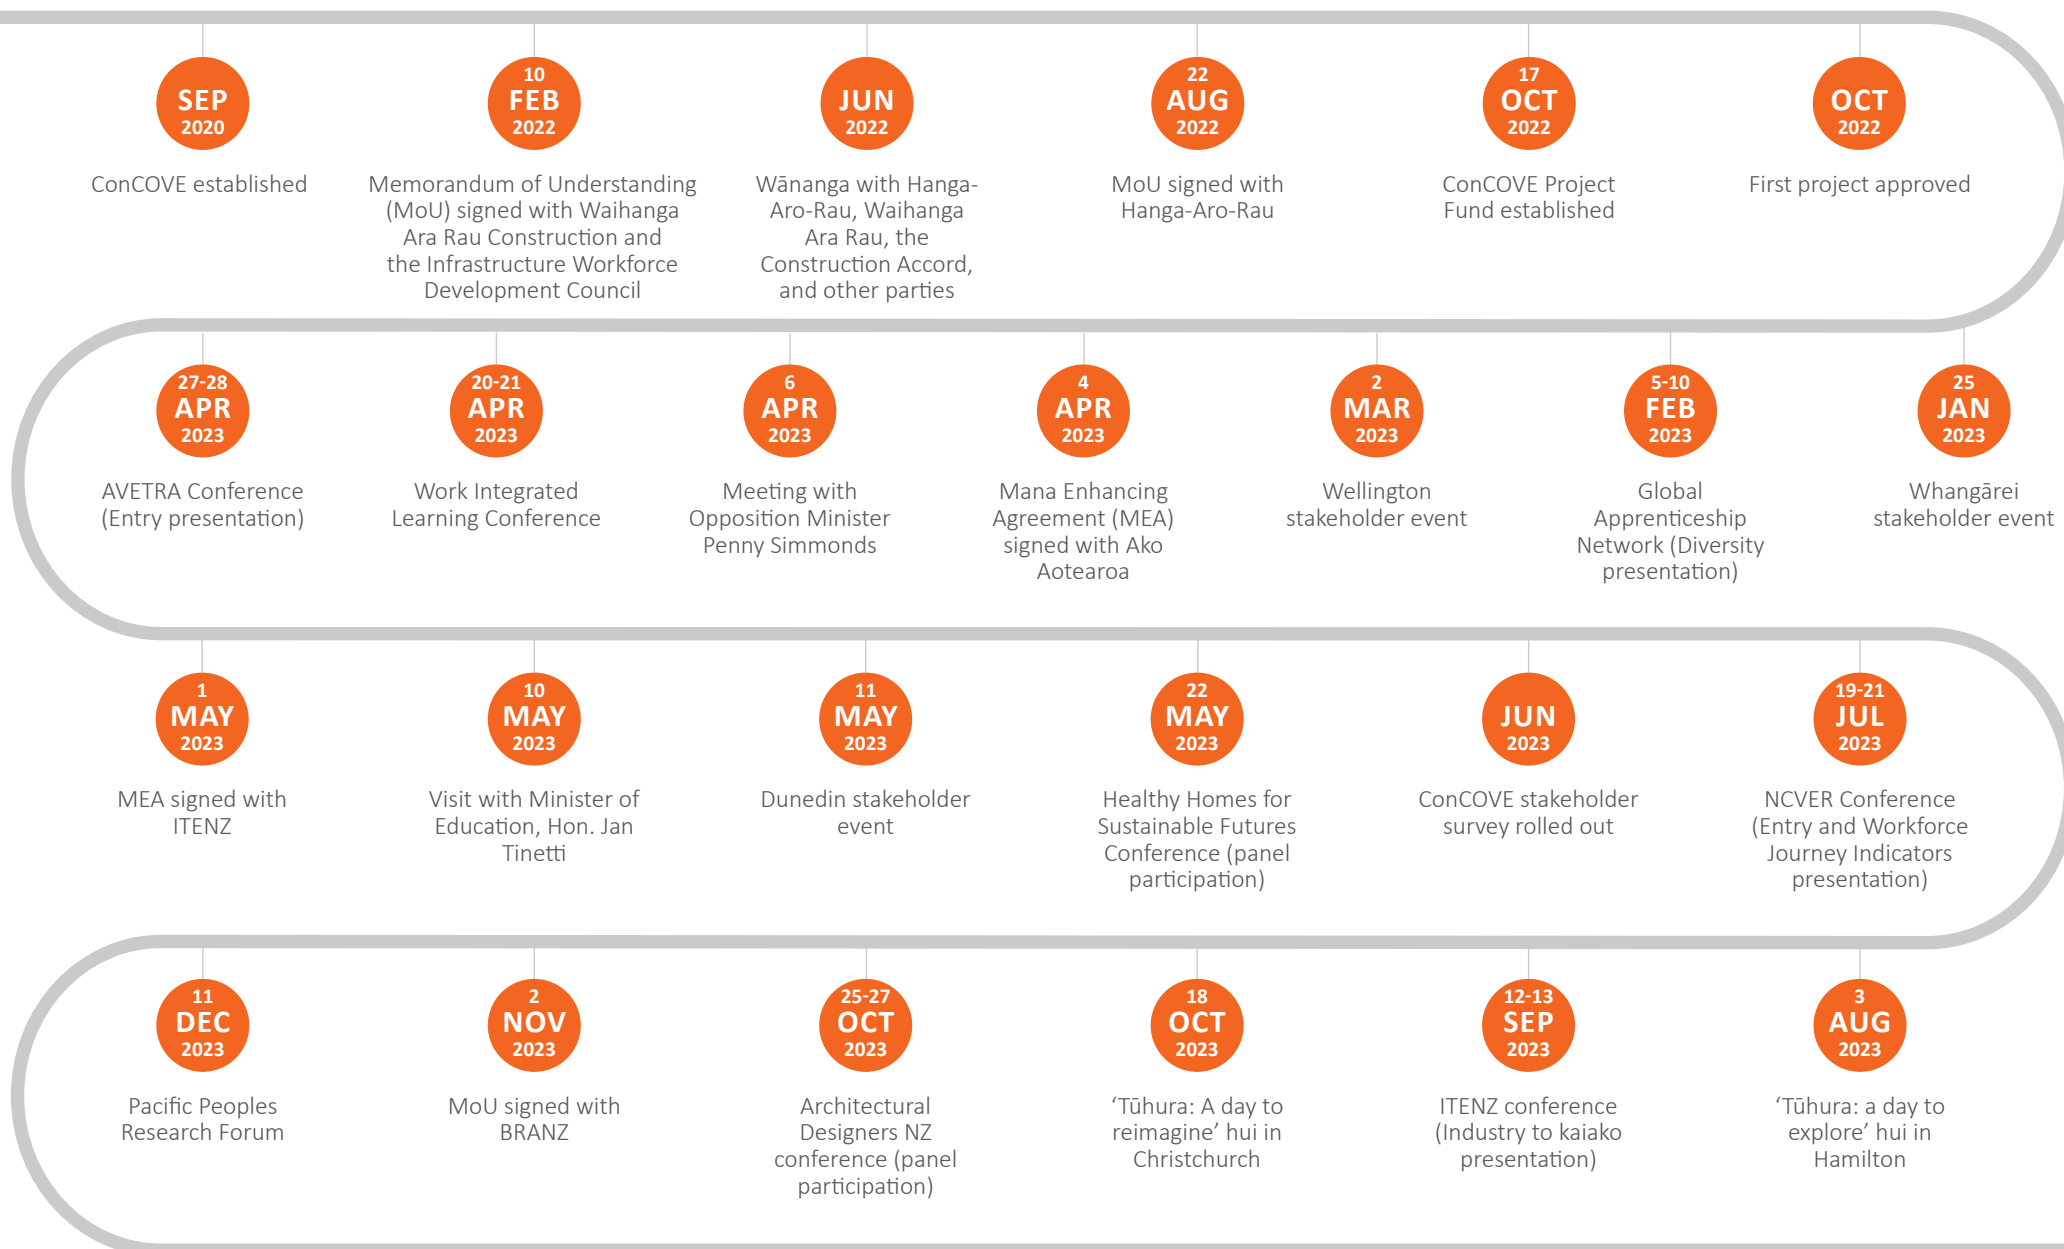 SEP
2020
ConCOVE established
10
FEB
2022
Memorandum of Understanding
(MoU) signed with Waihanga
Ara Rau Construction and
the Infrastructure Workforce
Development Council
JUN
2022
Wānanga with Hanga-
Aro-Rau, Waihanga
Ara Rau, the
Construction Accord,
and other parties
22
AUG
2022
MoU signed with
Hanga-Aro-Rau
17
OCT
2022
ConCOVE Project
Fund established
OCT
2022
First project approved
25
JAN
2023
Whangārei
stakeholder event
5-10
FEB
2023
Global
Apprenticeship
Network (Diversity
presentation)
2
MAR
2023
Wellington
stakeholder event
4
APR
2023
Mana Enhancing
Agreement (MEA)
signed with Ako
Aotearoa
6
APR
2023
Meeting with
Opposition Minister
Penny Simmonds
20-21
APR
2023
Work Integrated
Learning Conference
27-28
APR
2023
AVETRA Conference
(Entry presentation)
1
MAY
2023
MEA signed with
ITENZ
10
MAY
2023
Visit with Minister of
Education, Hon. Jan
Tinetti
11
MAY
2023
Dunedin stakeholder
event
22
MAY
2023
Healthy Homes for
Sustainable Futures
Conference (panel
participation)
JUN
2023
ConCOVE stakeholder
survey rolled out
19-21
JUL
2023
NCVER Conference
(Entry and Workforce
Journey Indicators
presentation)
3
AUG
2023
‘Tūhura: a day to
explore’ hui in
Hamilton
12-13
SEP
2023
ITENZ conference
(Industry to kaiako
presentation)
18
OCT
2023
‘Tūhura: A day to
reimagine’ hui in
Christchurch
25-27
OCT
2023
Architectural
Designers NZ
conference (panel
participation)
2
NOV
2023
MoU signed with
BRANZ
11
DEC
2023
Pacific Peoples
Research Forum